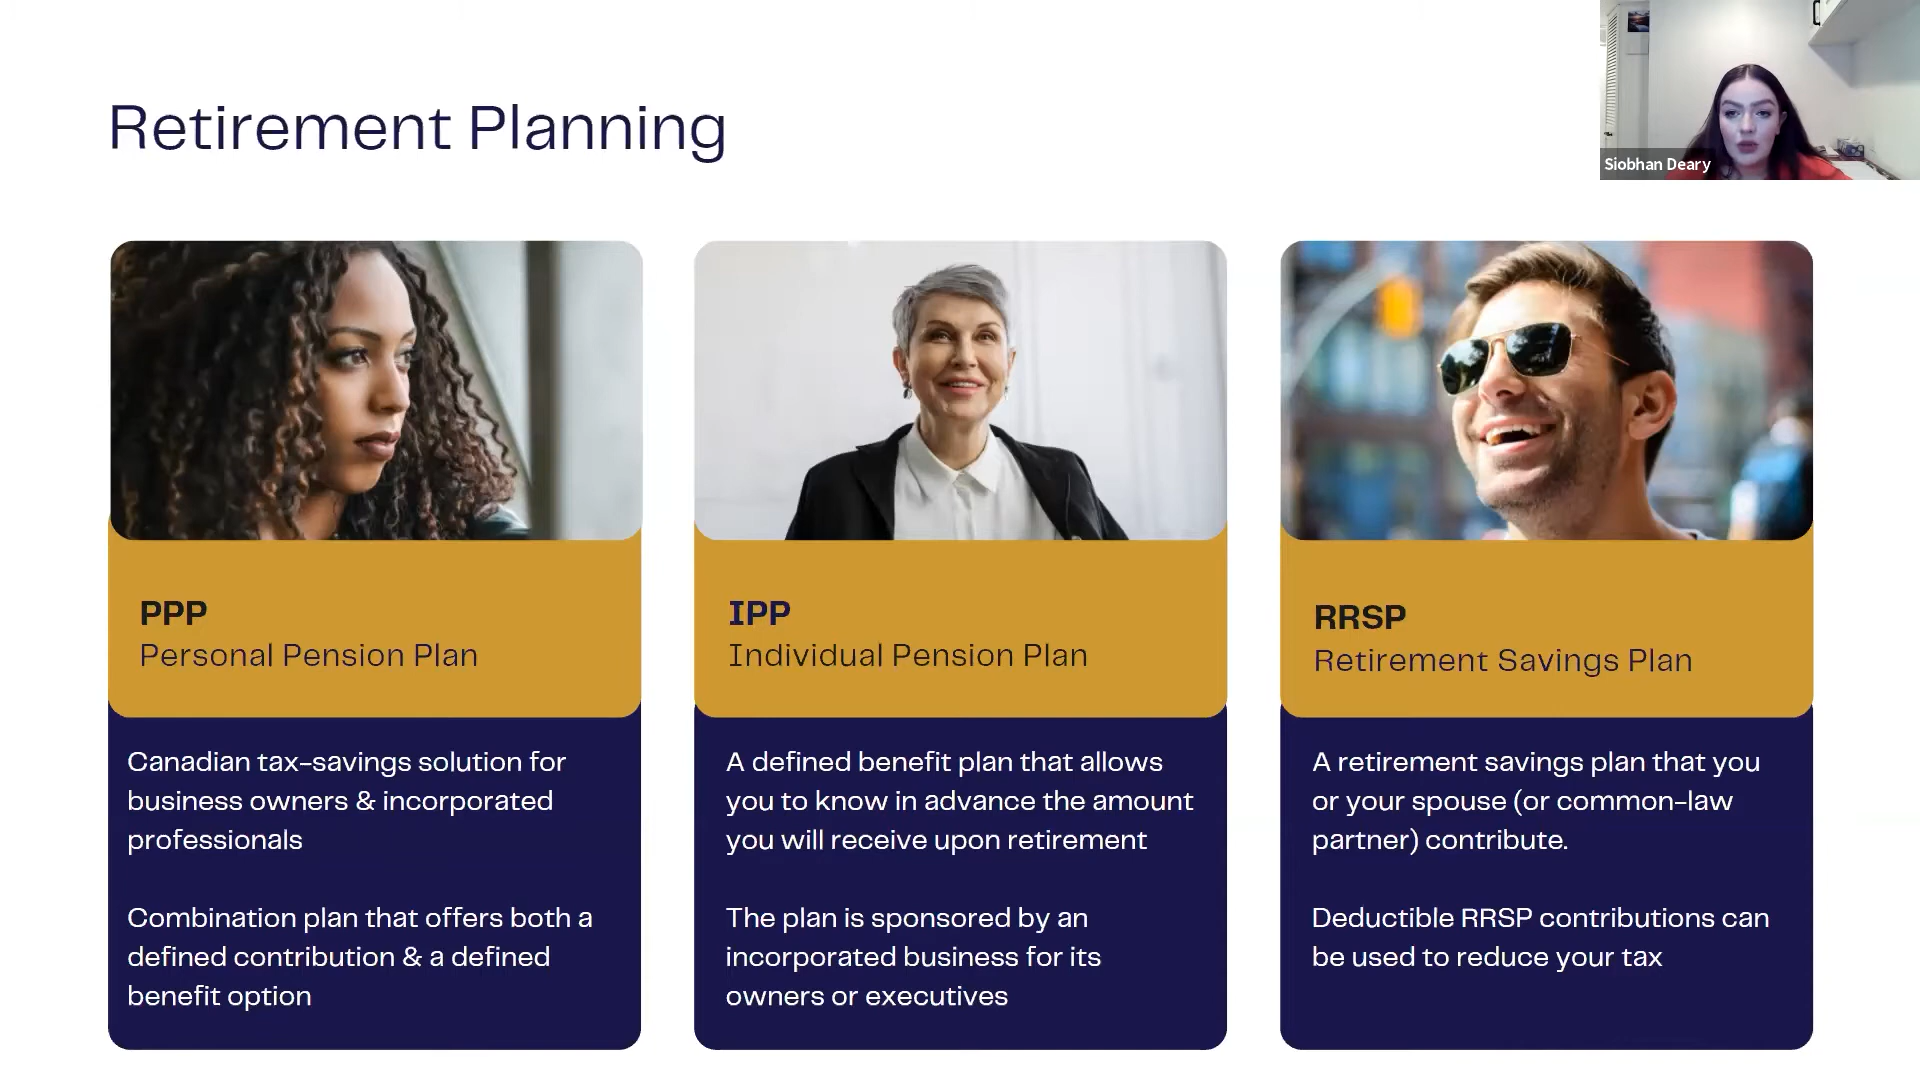 Retirement Planning
Siobhan Deary
PPP
Personal Pension Plan
Canadian tax-savings solution for
business owners & incorporated
professionals
Combination plan that offers both a
defined contribution & a defined
benefit option
IPP
Individual Pension Plan
A defined benefit plan that allows
you to know in advance the amount
you will receive upon retirement
The plan is sponsored by an
incorporated business for its
owners or executives
RRSP
Retirement Savings Plan
A retirement savings plan that you
or your spouse (or common-law
partner) contribute.
Deductible RRSP contributions can
be used to reduce your tax